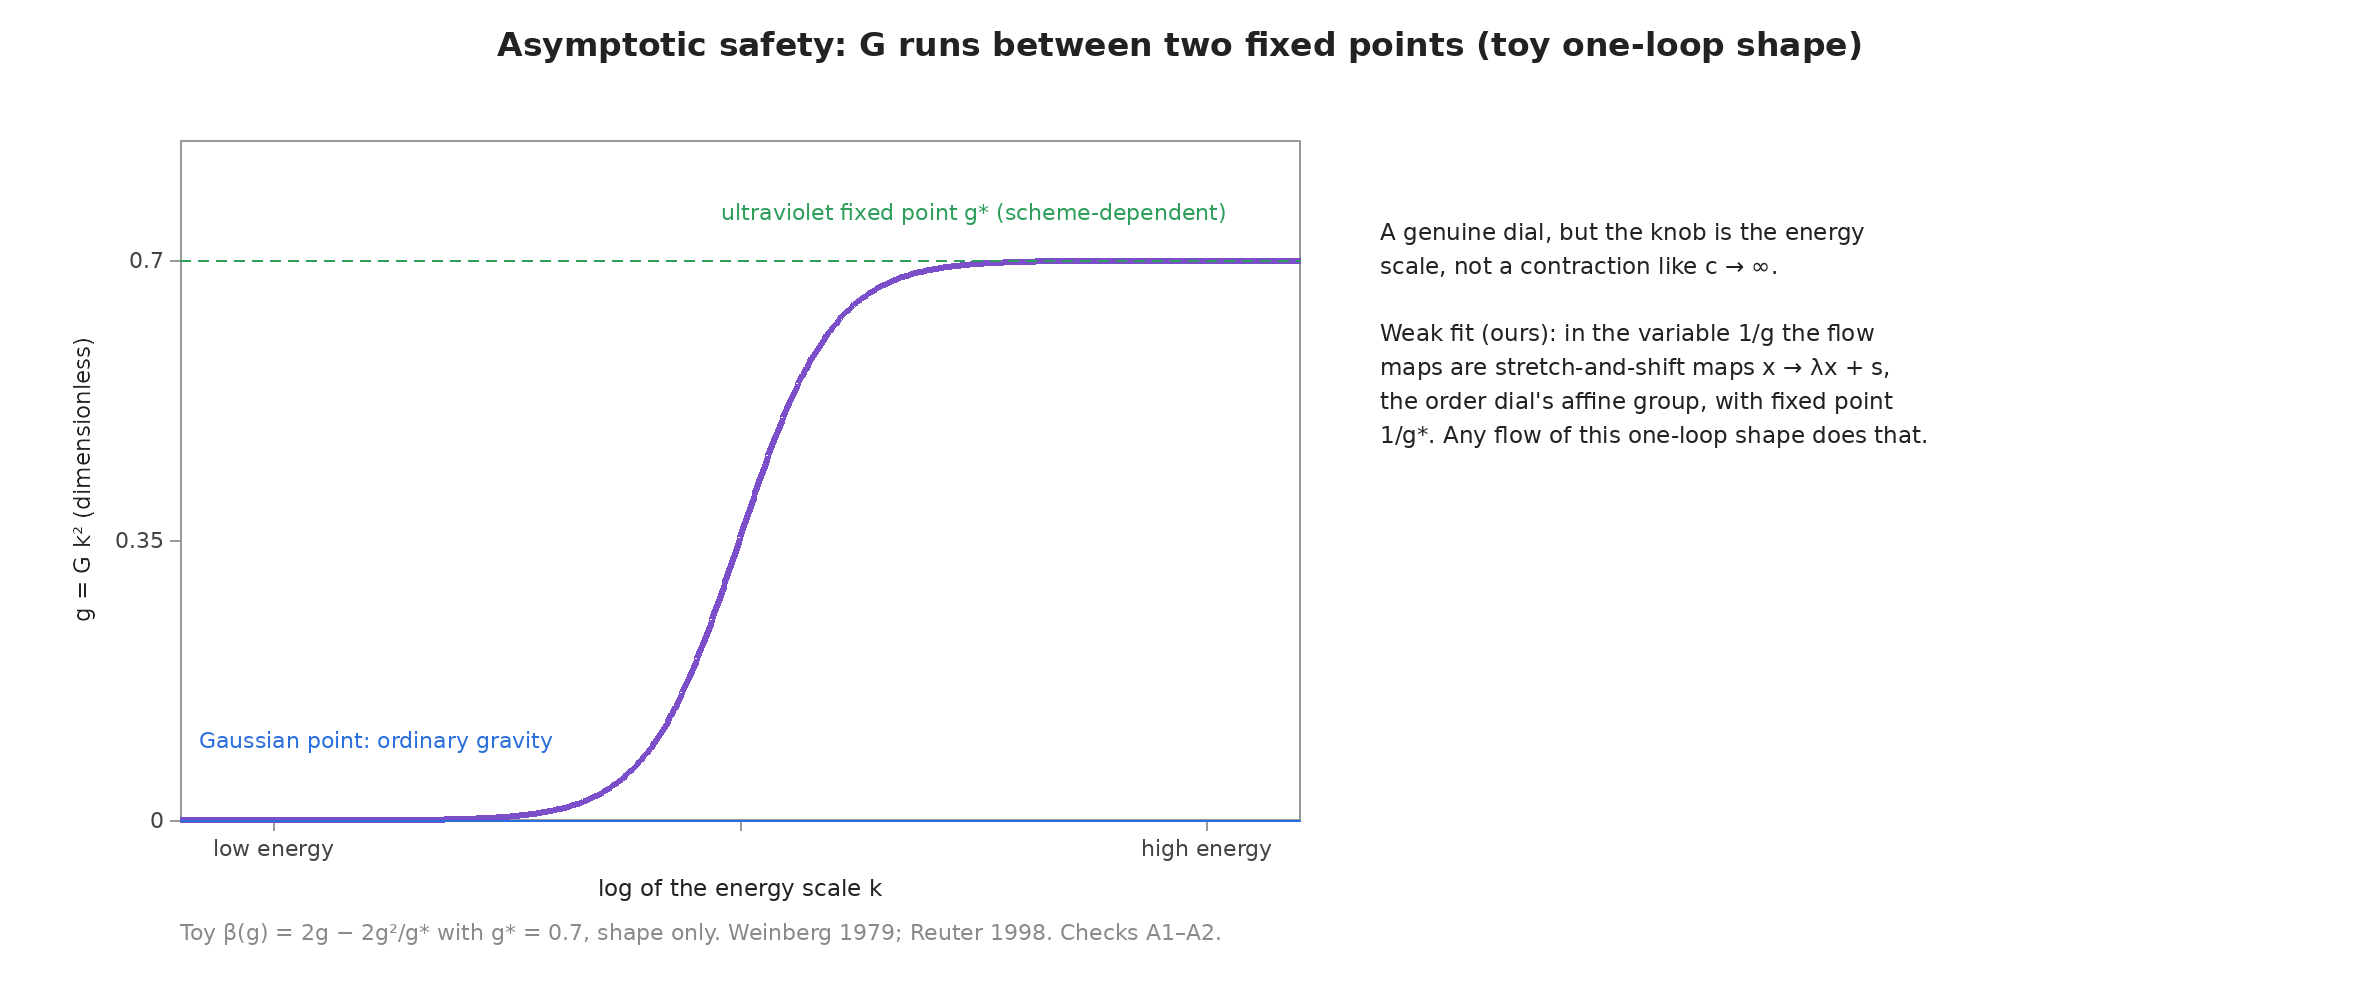 Asymptotic safety: G runs between two fixed points (toy one-loop shape)
ultraviolet fixed point g* (scheme-dependent)
0.7
0.35
0
g = G k² (dimensionless)
Gaussian point: ordinary gravity
low energy
high energy
log of the energy scale k
A genuine dial, but the knob is the energy
scale, not a contraction like c → ∞.
Weak fit (ours): in the variable 1/g the flow
maps are stretch-and-shift maps x → λx + s,
the order dial's affine group, with fixed point
1/g*. Any flow of this one-loop shape does that.
Toy β(g) = 2g − 2g²/g* with g* = 0.7, shape only. Weinberg 1979; Reuter 1998. Checks A1–A2.